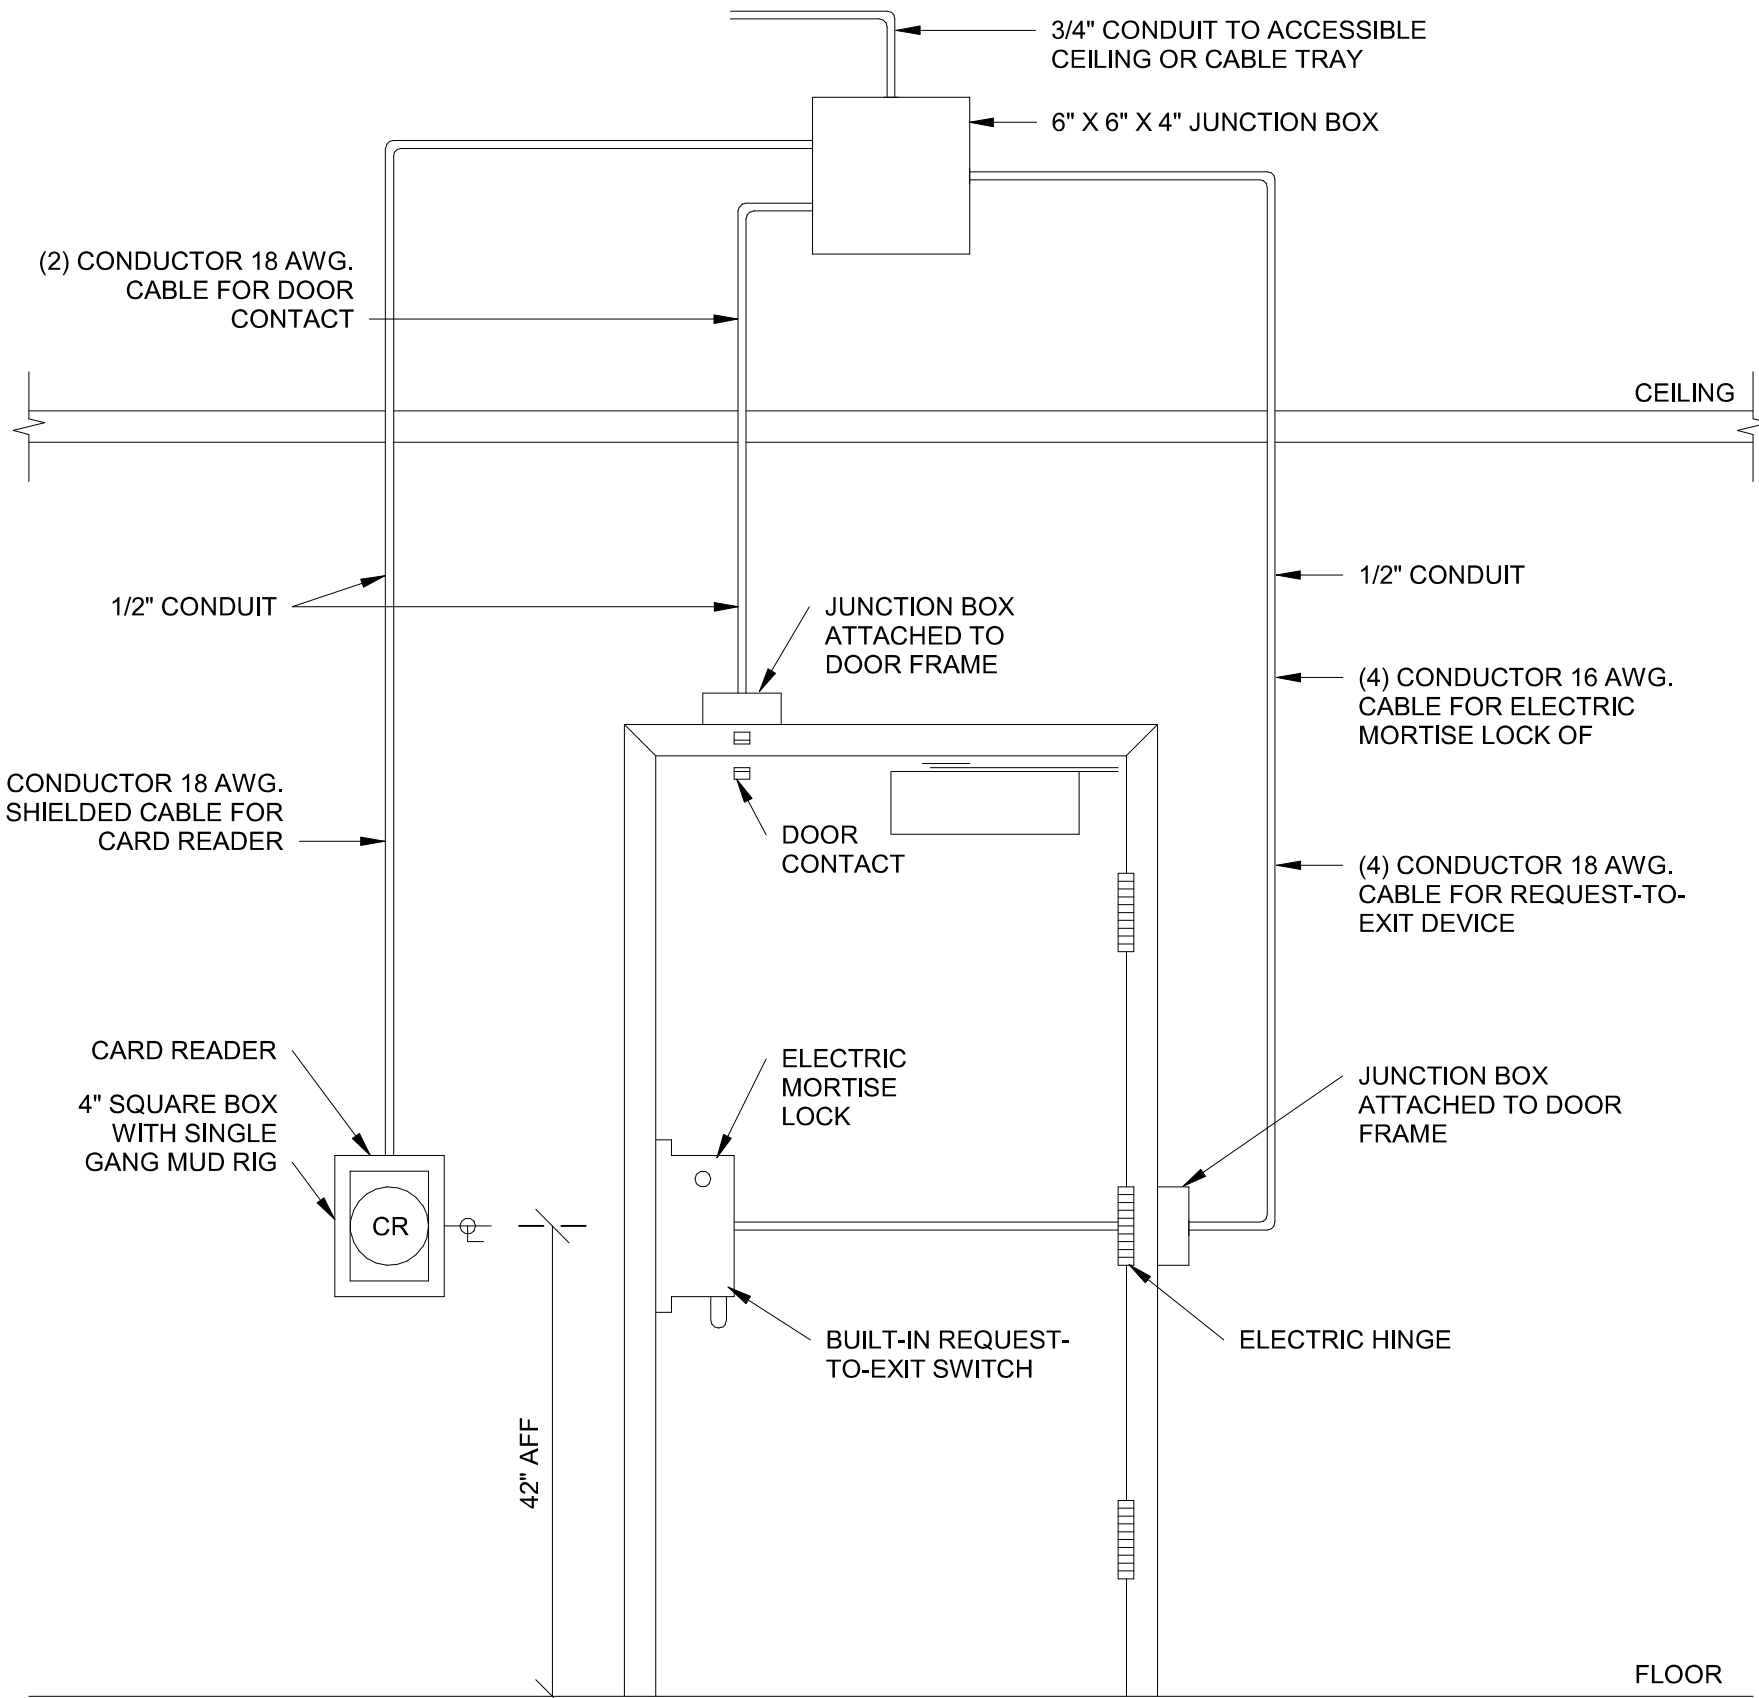 3/4" CONDUIT TO ACCESSIBLE
CEILING OR CABLE TRAY
6" X 6" X 4" JUNCTION BOX
(2) CONDUCTOR 18 AWG.
CABLE FOR DOOR
CONTACT
CEILING
1/2" CONDUIT
JUNCTION BOX
ATTACHED TO
DOOR FRAME
1/2" CONDUIT
(4) CONDUCTOR 16 AWG.
CABLE FOR ELECTRIC
MORTISE LOCK OF
CONDUCTOR 18 AWG.
SHIELDED CABLE FOR
CARD READER
DOOR
CONTACT
(4) CONDUCTOR 18 AWG.
CABLE FOR REQUEST-TO-
EXIT DEVICE
CARD READER
4" SQUARE BOX
WITH SINGLE
GANG MUD RIG
ELECTRIC
MORTISE
LOCK
JUNCTION BOX
ATTACHED TO DOOR
FRAME
CR
BUILT-IN REQUEST-
TO-EXIT SWITCH
ELECTRIC HINGE
42" AFF
FLOOR